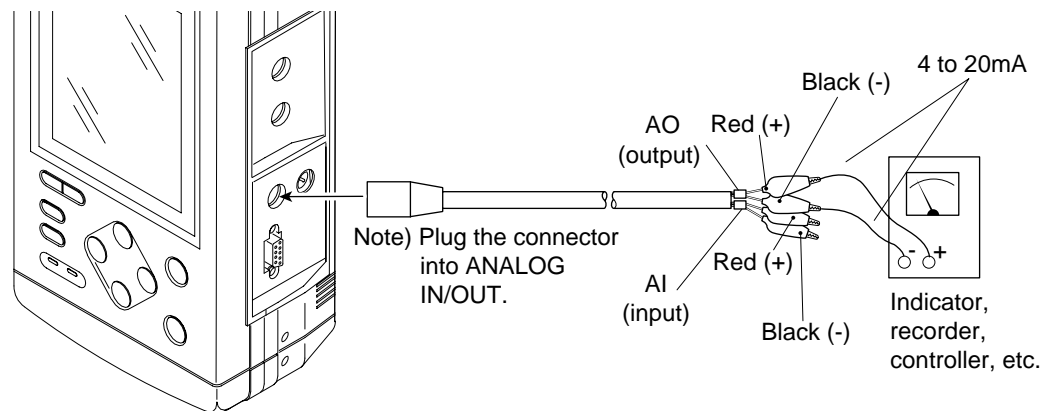 4 to 20mA
Black (-)
AO
(output)
Red (+)
Note) Plug the connector
into ANALOG
IN/OUT.
Red (+)
AI
(input)
Black (-)
- +
Indicator,
recorder,
controller, etc.